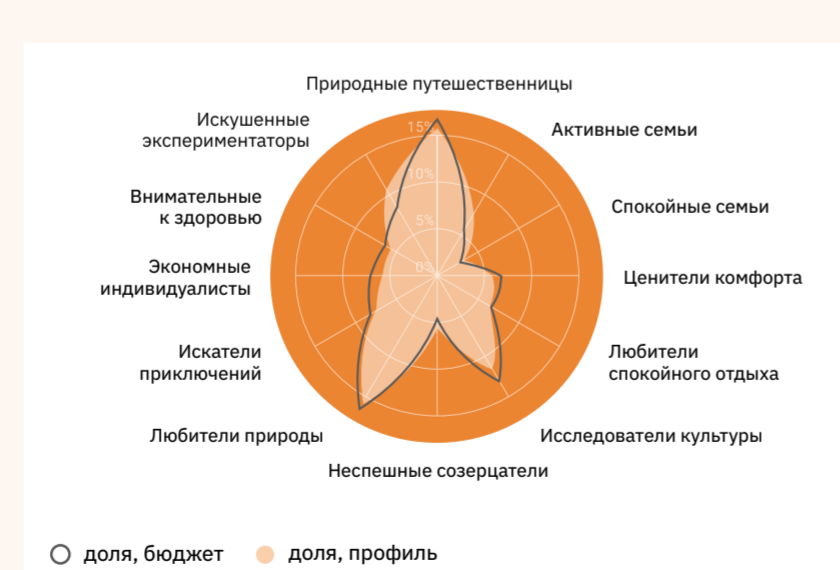 Природные путешественницы
Искушенные
экспериментаторы
Активные семьи
15%
10%
5%
0%
Внимательные
к здоровью
Спокойные семьи
Экономные
индивидуалисты
Ценители комфорта
Искатели
приключений
Любители
спокойного отдыха
Любители природы
Исследователи культуры
Неспешные созерцатели
доля, бюджет
доля, профиль